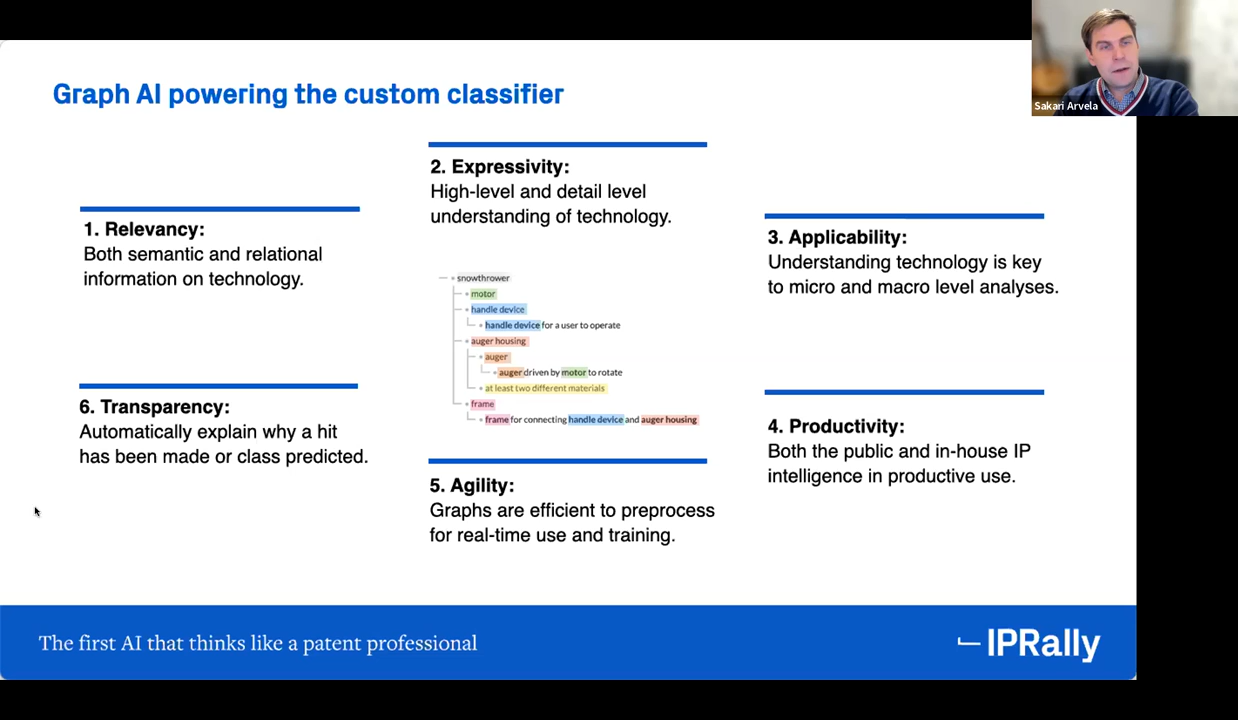 Sakari Arvela
Graph AI powering the custom classifier
1. Relevancy:
Both semantic and relational
information on technology.
2. Expressivity:
High-level and detail level
understanding of technology.
3. Applicability:
Understanding technology is key
to micro and macro level analyses.
snowthrower
motor
handle device
handle device for a user to operate
auger housing
auger
auger driven by motor to rotate
at least two different materials
frame
frame for connecting handle device and auger housing
6. Transparency:
Automatically explain why a hit
has been made or class predicted.
5. Agility:
Graphs are efficient to preprocess
for real-time use and training.
4. Productivity:
Both the public and in-house IP
intelligence in productive use.
The first AI that thinks like a patent professional
IPRally